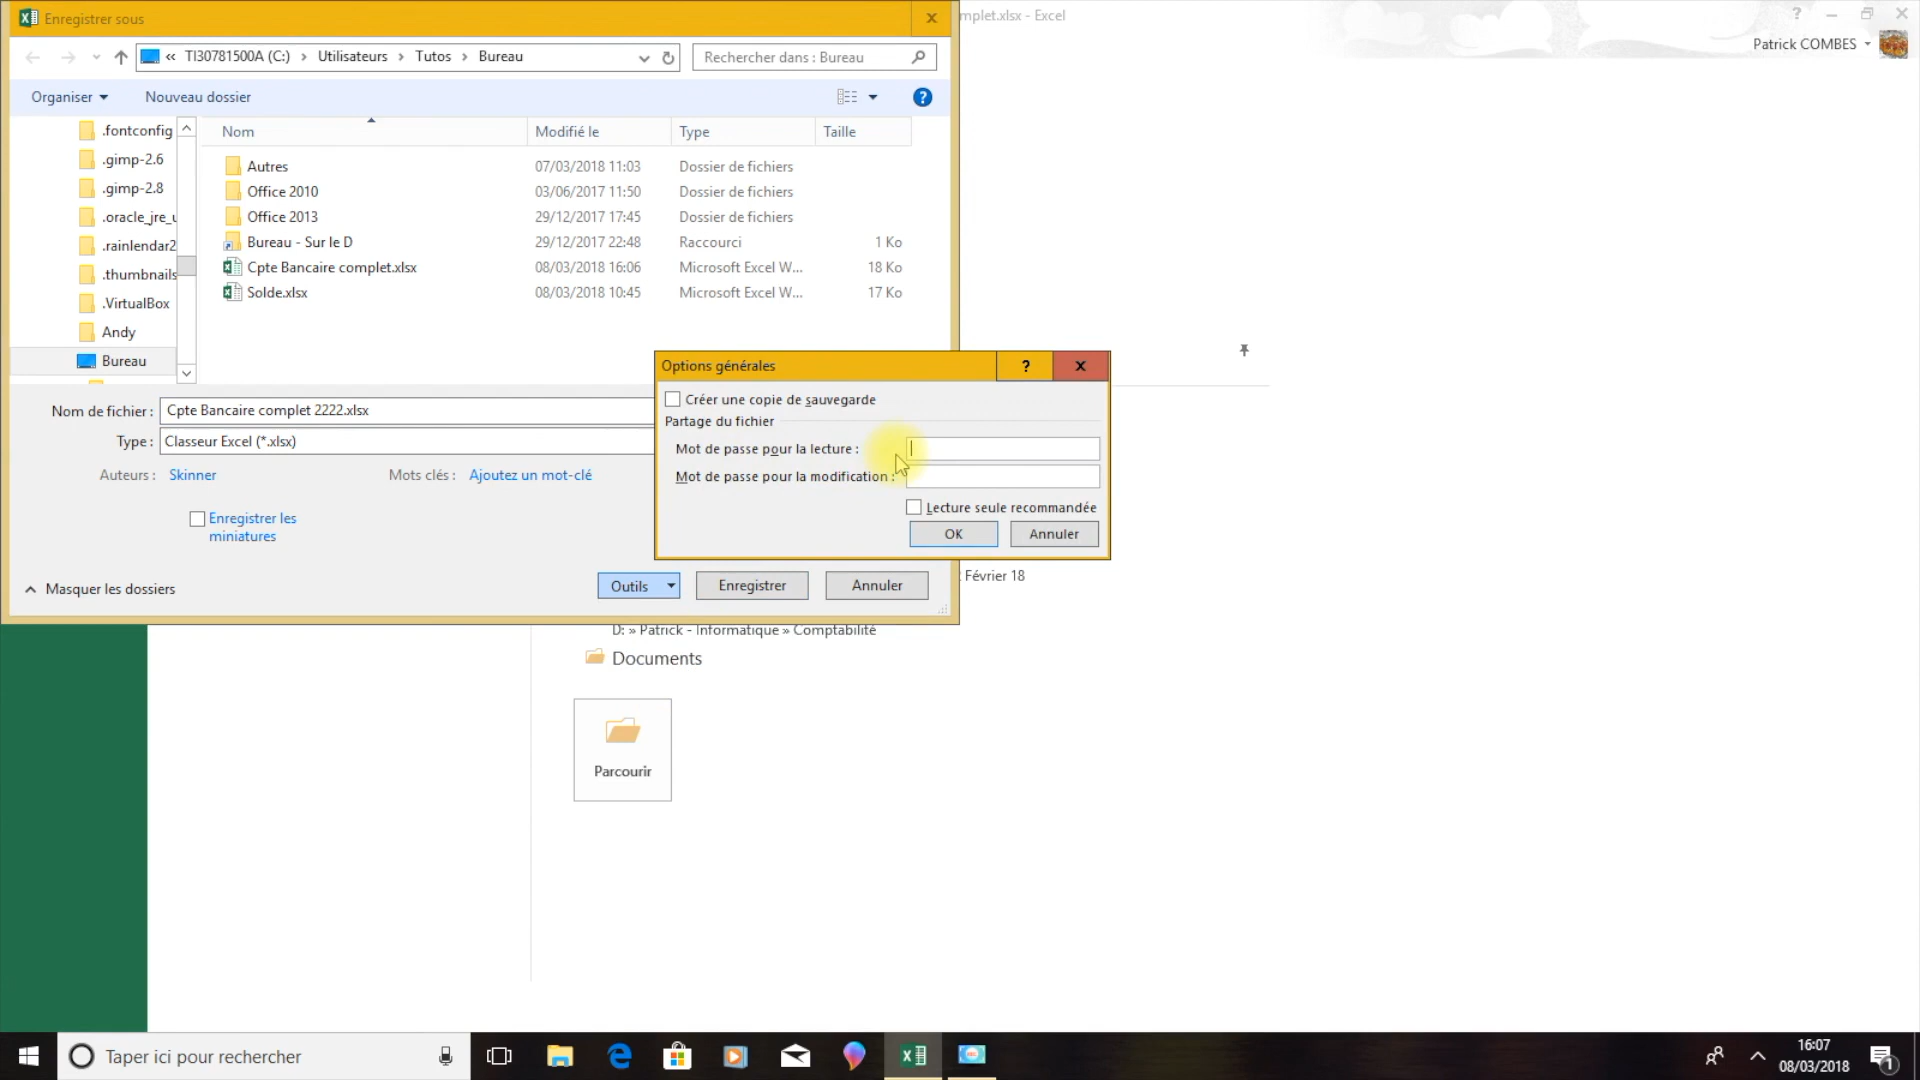 Enregistrer sous
mplet.xlsx - Excel
?
Patrick COMBES
« TI30781500A (C:) › Utilisateurs › Tutos › Bureau
Rechercher dans : Bureau
Organiser
Nouveau dossier
?
Nom
Modifié le
Type
Taille
.fontconfig
.gimp-2.6
.gimp-2.8
.oracle_jre_u
.rainlendar2
.thumbnails
.VirtualBox
Andy
Bureau
Autres 07/03/2018 11:03 Dossier de fichiers
Office 2010 03/06/2017 11:50 Dossier de fichiers
Office 2013 29/12/2017 17:45 Dossier de fichiers
Bureau - Sur le D 29/12/2017 22:48 Raccourci 1 Ko
Cpte Bancaire complet.xlsx 08/03/2018 16:06 Microsoft Excel W... 18 Ko
Solde.xlsx 08/03/2018 10:45 Microsoft Excel W... 17 Ko
Nom de fichier : Cpte Bancaire complet 2222.xlsx
Type : Classeur Excel (*.xlsx)
Auteurs : Skinner
Mots clés : Ajoutez un mot-clé
Enregistrer les
miniatures
Masquer les dossiers
Outils
Enregistrer
Annuler
Options générales
?
X
Créer une copie de sauvegarde
Partage du fichier
Mot de passe pour la lecture :
Mot de passe pour la modification :
Lecture seule recommandée
OK
Annuler
Février 18
D: » Patrick - Informatique » Comptabilité
Documents
Parcourir
Taper ici pour rechercher
16:07
08/03/2018
1